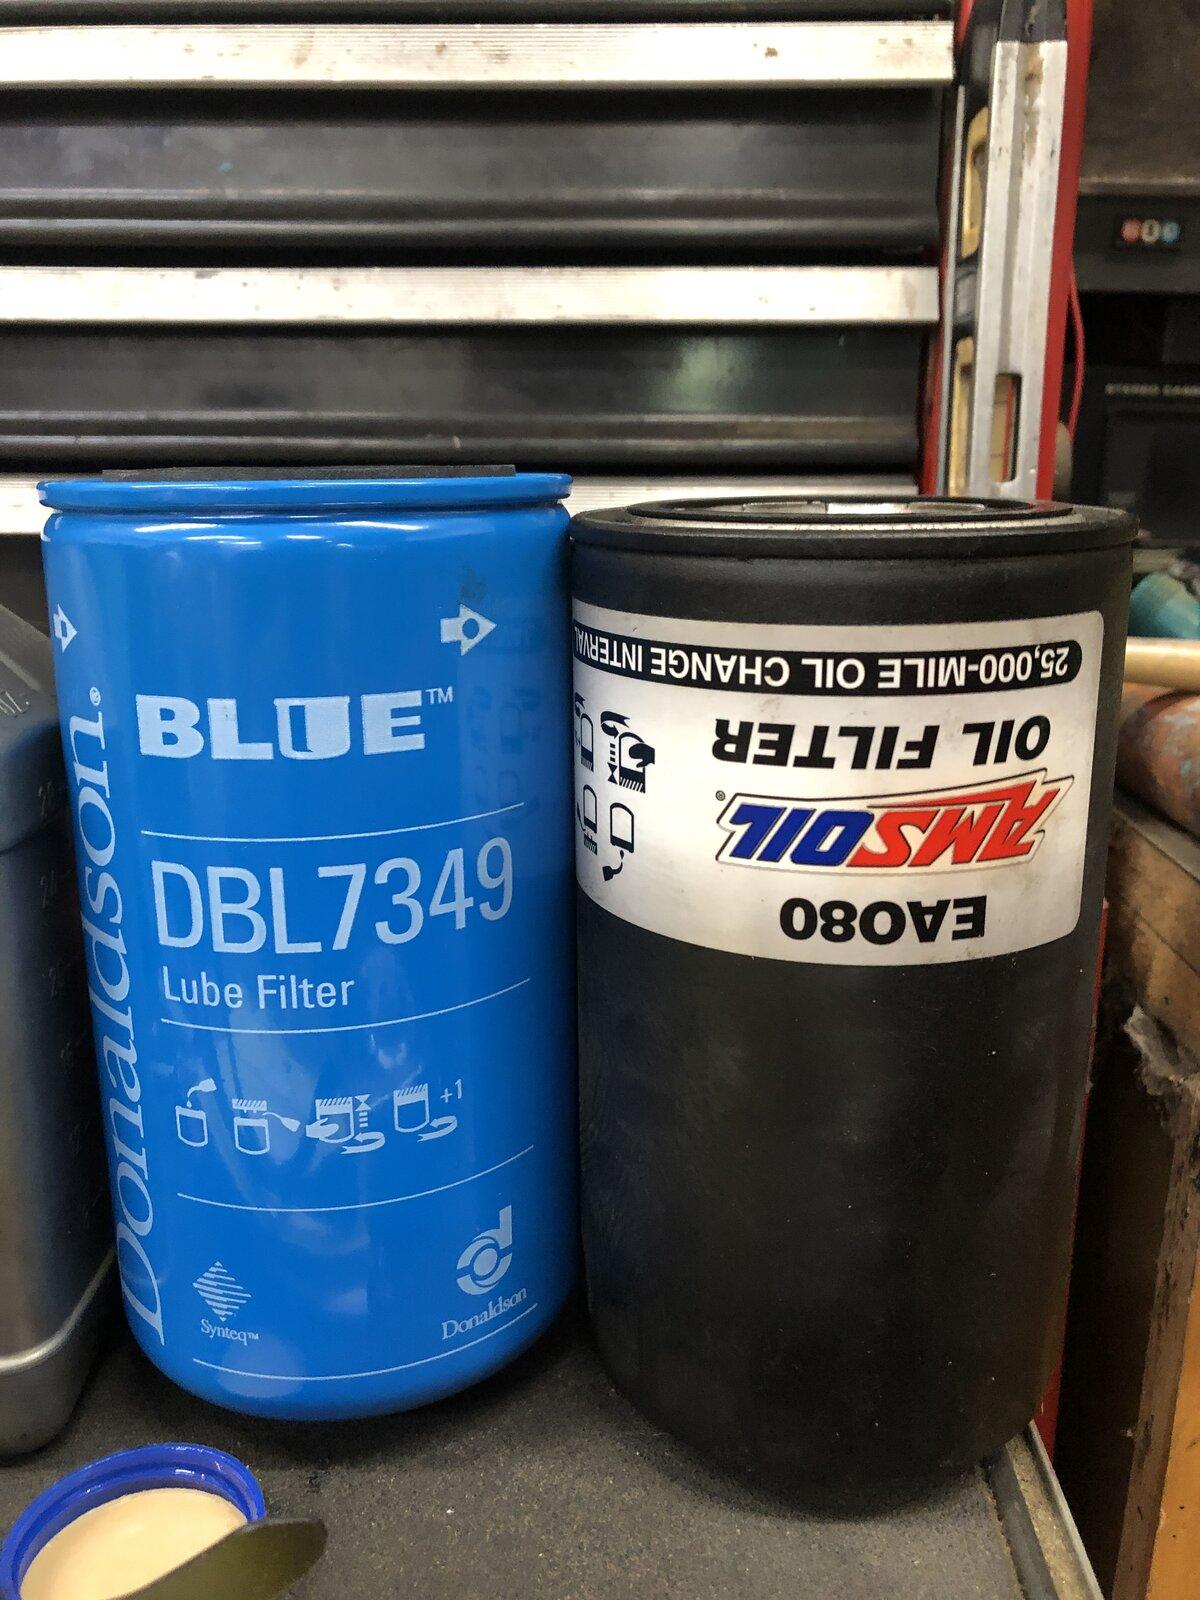 Donaldson®
BLUE™
DBL7349
Lube Filter
+1
Synteq™
Donaldson
25,000-MILE OIL CHANGE INTERVAL
OIL FILTER
AMSOIL®
EAO80